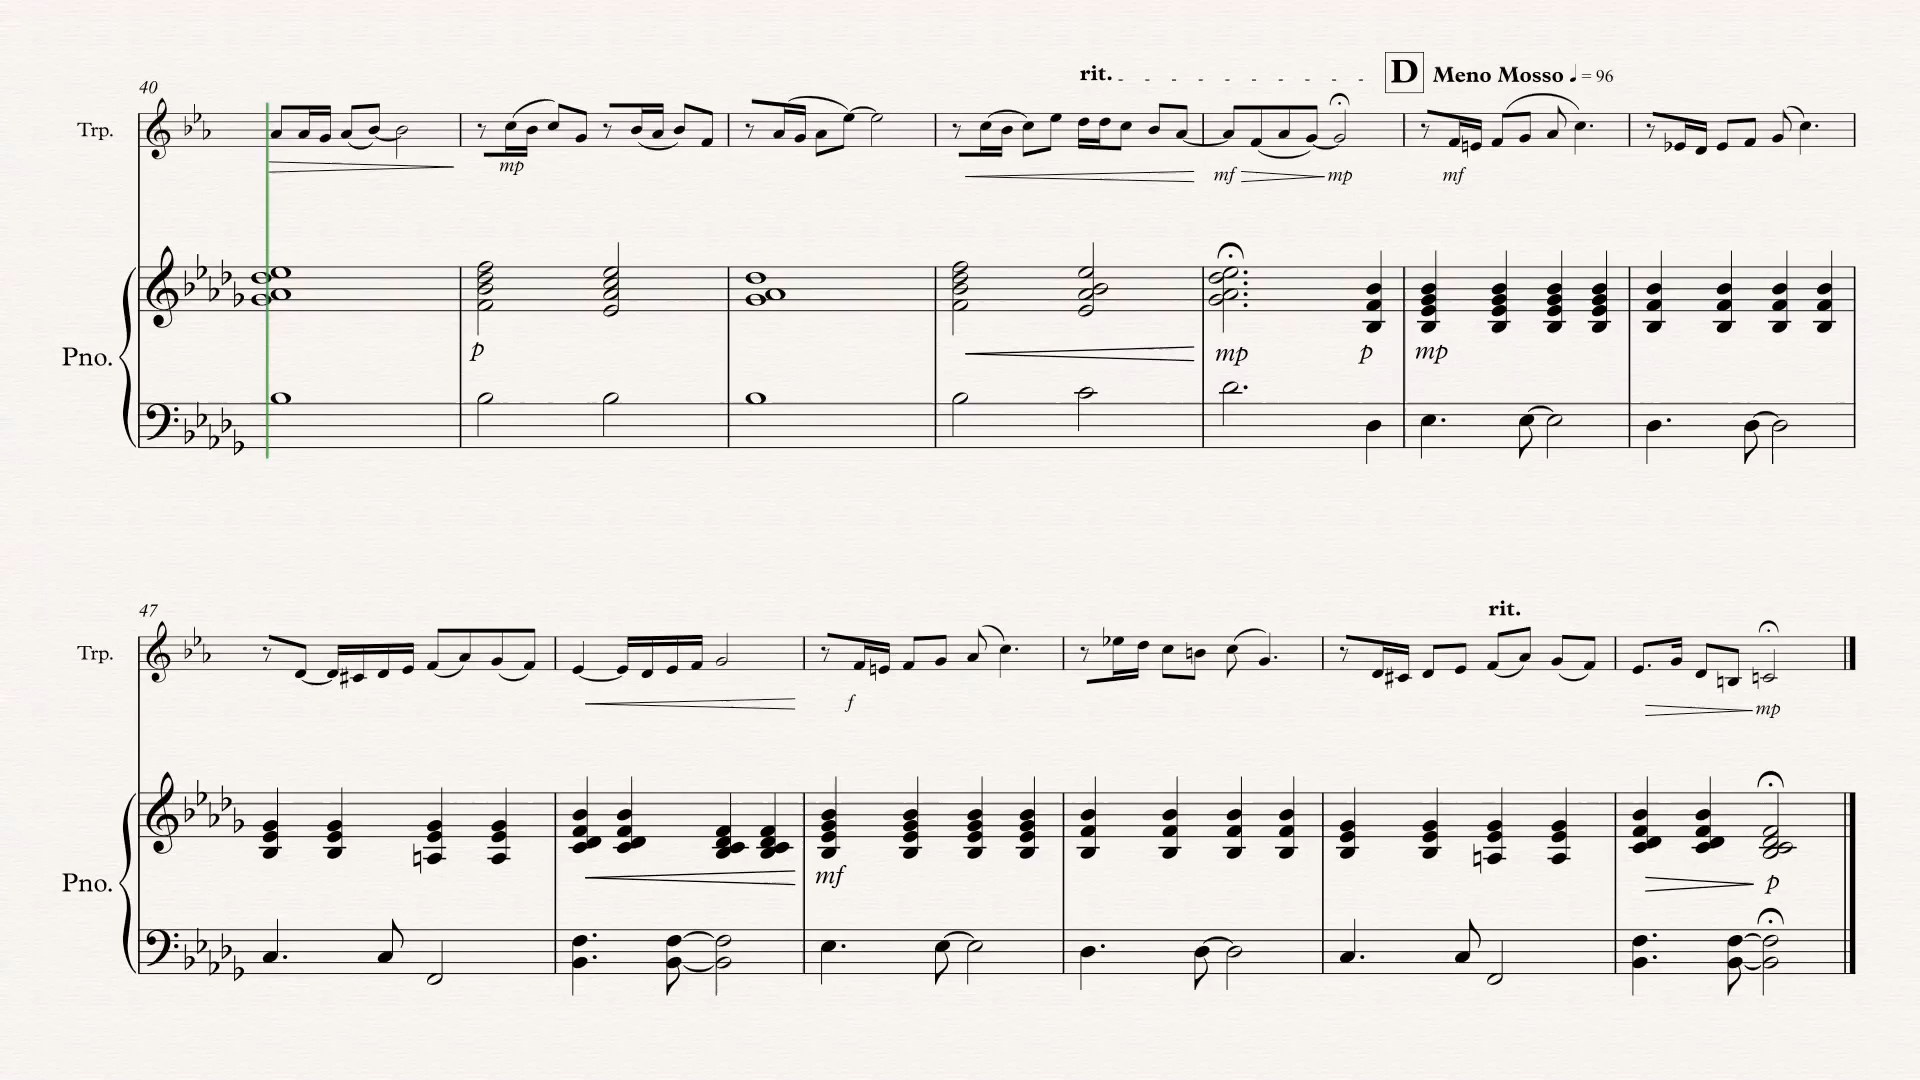 rit.
D Meno Mosso ♩ = 96
40
Trp.
mp
mf mp mf
Pno.
p mp p mp
rit.
47
Trp.
f mp
Pno.
mf p